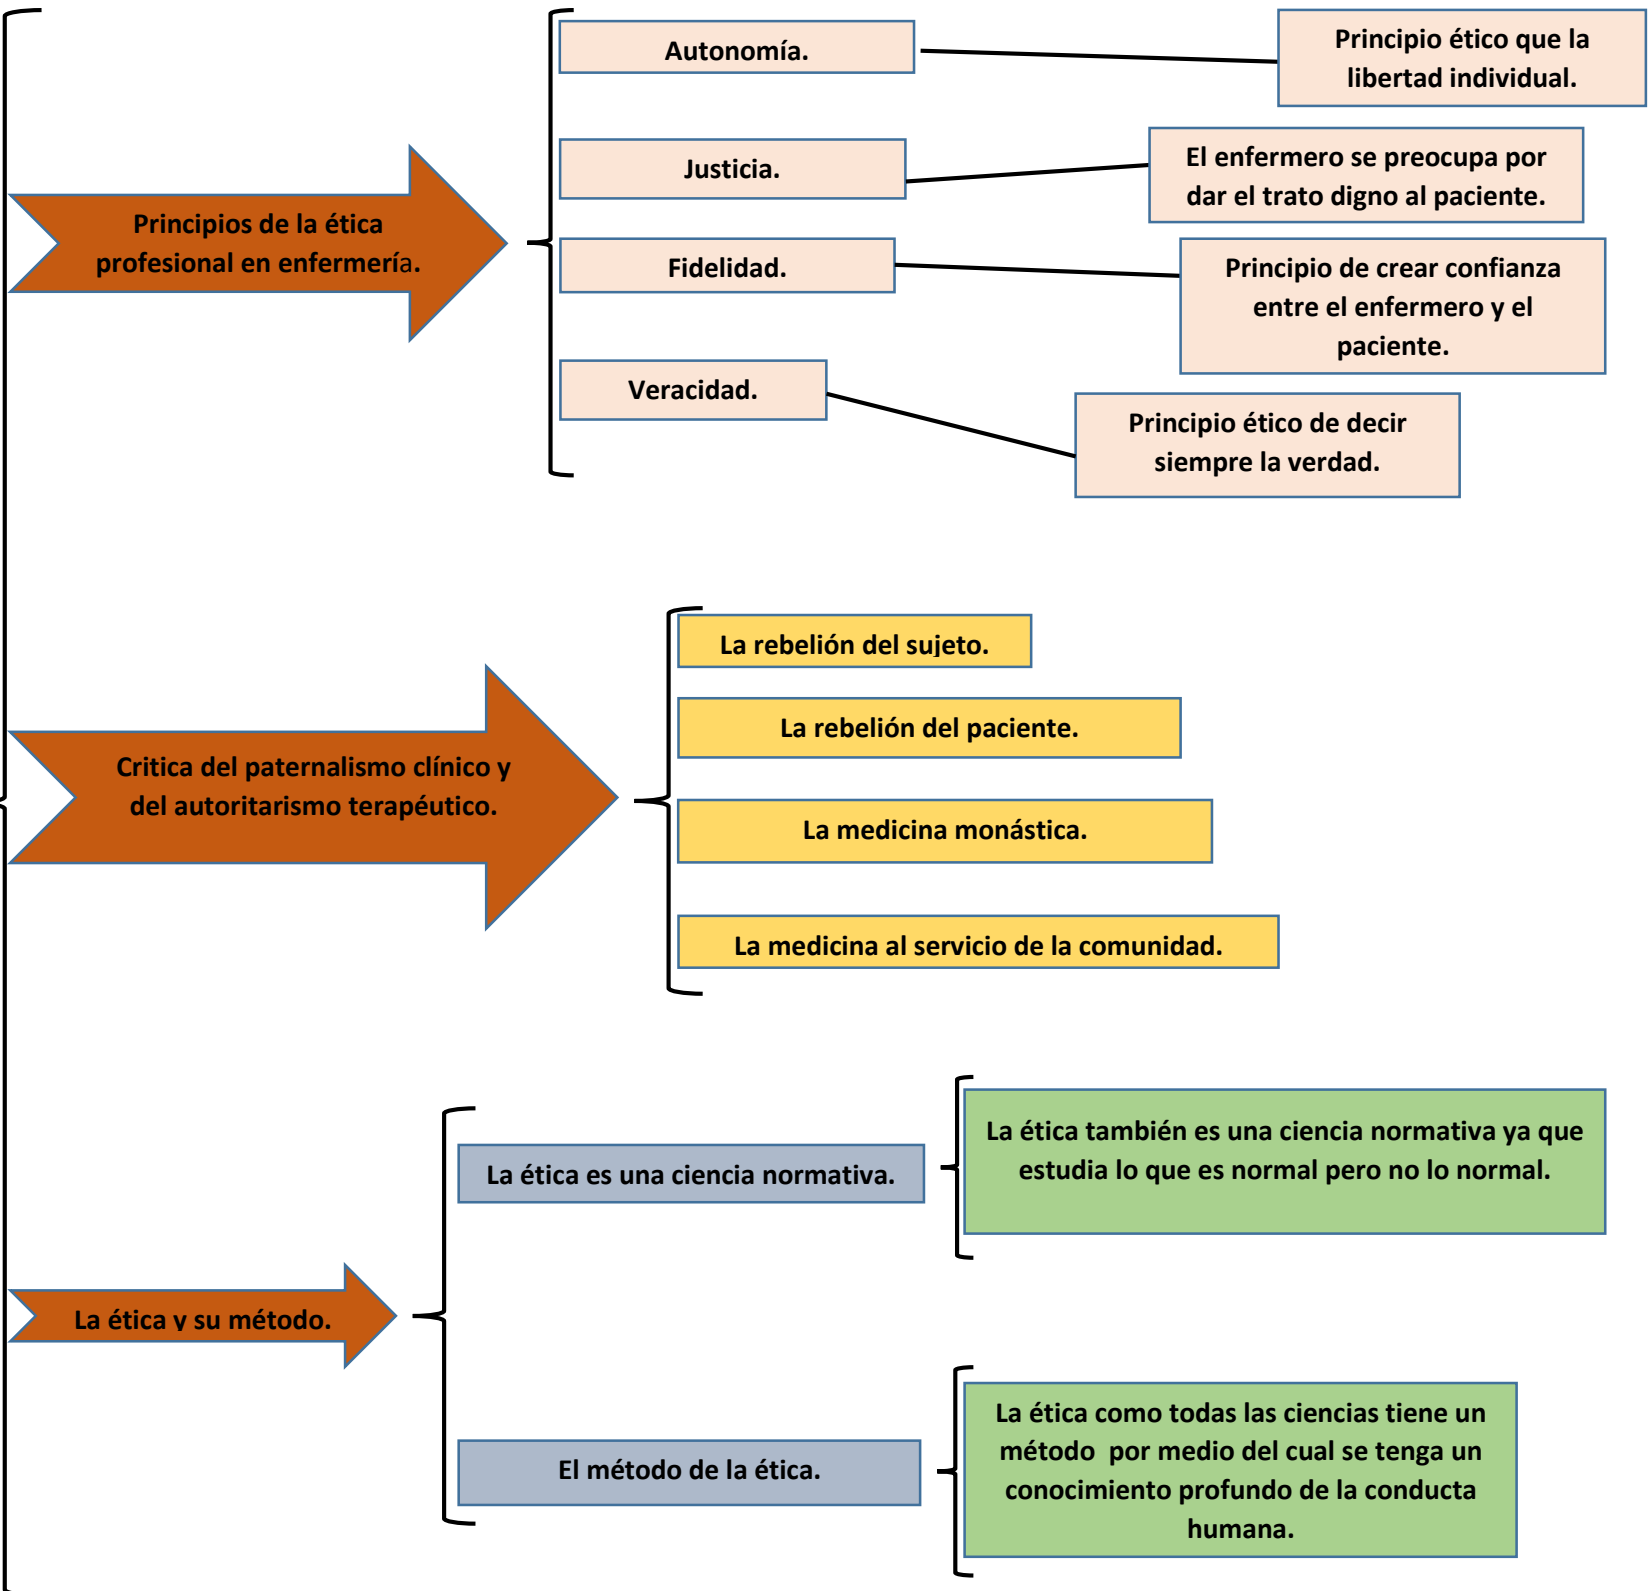 Principios de la ética
profesional en enfermería.
Autonomía.
Principio ético que la
libertad individual.
Justicia.
El enfermero se preocupa por
dar el trato digno al paciente.
Fidelidad.
Principio de crear confianza
entre el enfermero y el
paciente.
Veracidad.
Principio ético de decir
siempre la verdad.
Critica del paternalismo clínico y
del autoritarismo terapéutico.
La rebelión del sujeto.
La rebelión del paciente.
La medicina monástica.
La medicina al servicio de la comunidad.
La ética y su método.
La ética es una ciencia normativa.
La ética también es una ciencia normativa ya que
estudia lo que es normal pero no lo normal.
El método de la ética.
La ética como todas las ciencias tiene un
método por medio del cual se tenga un
conocimiento profundo de la conducta
humana.